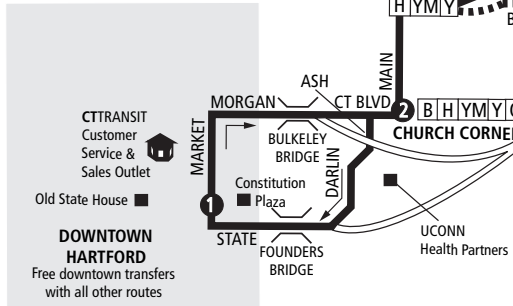 H YM Y
B
MAIN
ASH
MORGAN
CT BLVD
2
B H YM Y
CHURCH CORNE
CTTRANSIT
Customer
Service &
Sales Outlet
MARKET
BULKELEY
BRIDGE
DARLIN
Constitution
Plaza
Old State House
1
UCONN
Health Partners
DOWNTOWN
HARTFORD
Free downtown transfers
with all other routes
STATE
FOUNDERS
BRIDGE